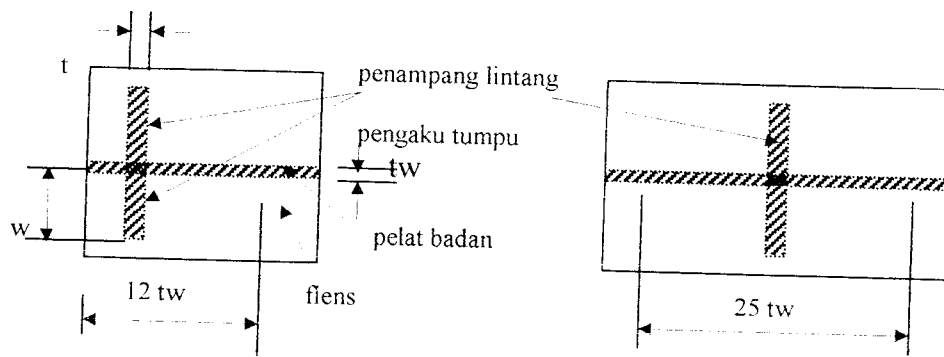 t
penampang lintang
pengaku tumpu
tw
w
pelat badan
12 tw
flens
25 tw